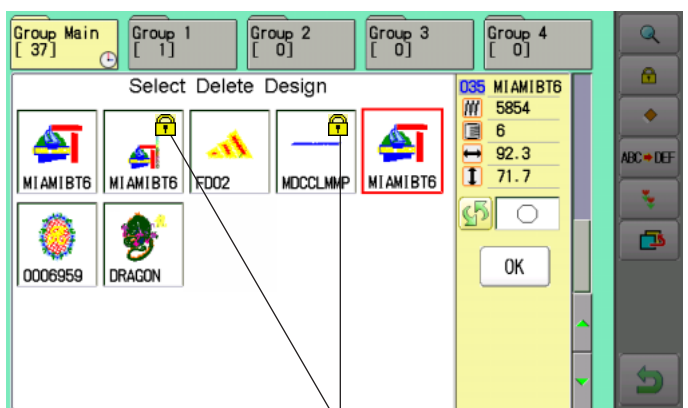 Group Main
[ 37]
Group 1
[ 1]
Group 2
[ 0]
Group 3
[ 0]
Group 4
[ 0]
Select Delete Design
MIAMIBT6
MIAMIBT6
FD02
MDCCLMMP
MIAMIBT6
0006959
DRAGON
035 MIAMIBT6
5854
6
92.3
71.7
OK
ABC DEF